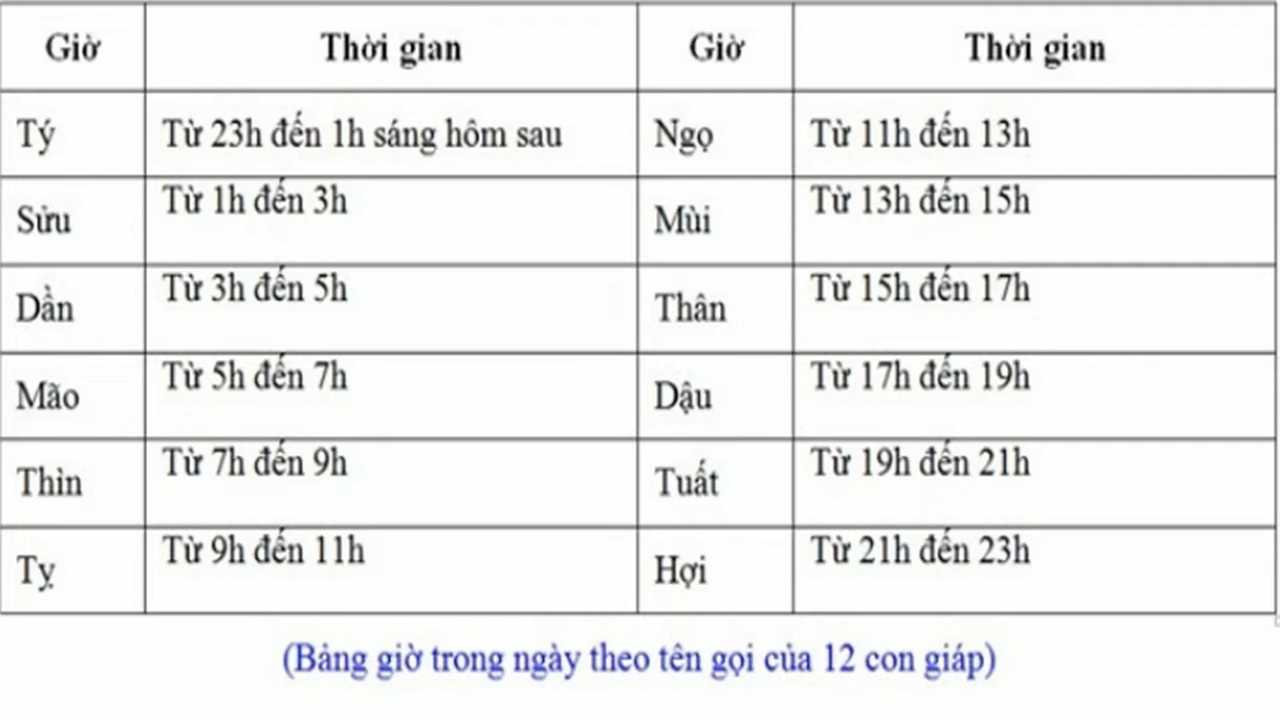 Giờ Thời gian Giờ Thời gian
Tý Từ 23h đến 1h sáng hôm sau Ngọ Từ 11h đến 13h
Sửu Từ 1h đến 3h Mùi Từ 13h đến 15h
Dần Từ 3h đến 5h Thân Từ 15h đến 17h
Mão Từ 5h đến 7h Dậu Từ 17h đến 19h
Thìn Từ 7h đến 9h Tuất Từ 19h đến 21h
Tỵ Từ 9h đến 11h Hợi Từ 21h đến 23h
(Bảng giờ trong ngày theo tên gọi của 12 con giáp)